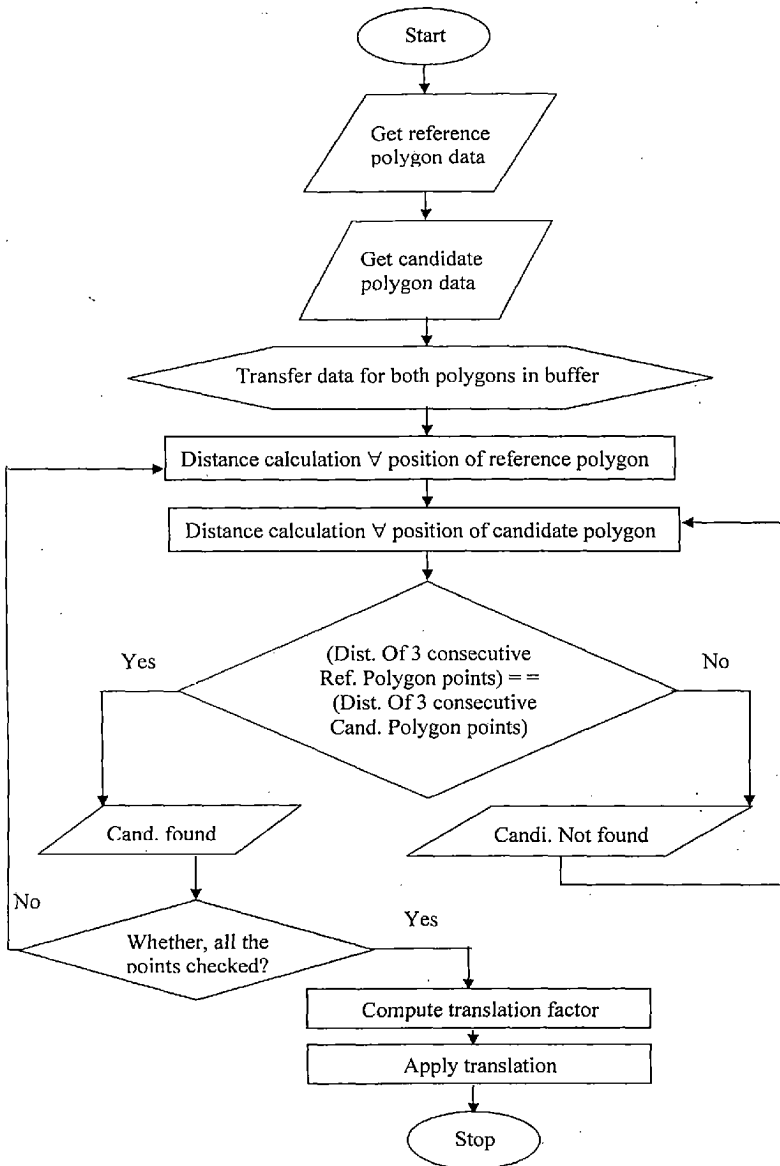 Start
Get reference
polygon data
Get candidate
polygon data
Transfer data for both polygons in buffer
Distance calculation ∀ position of reference polygon
Distance calculation ∀ position of candidate polygon
Yes
(Dist. Of 3 consecutive
Ref. Polygon points) = =
(Dist. Of 3 consecutive
Cand. Polygon points)
No
Cand. found
Candi. Not found
No
Whether, all the
points checked?
Yes
Compute translation factor
Apply translation
Stop